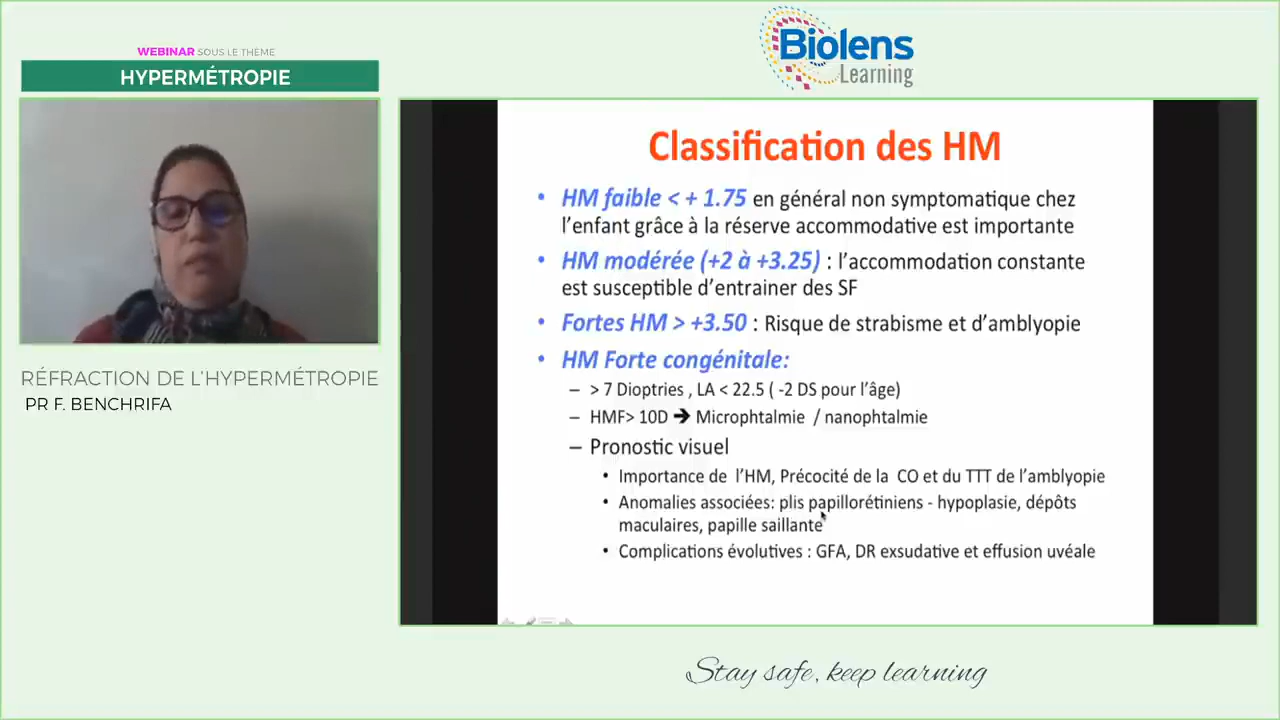 WEBINAR SOUS LE THÈME
HYPERMÉTROPIE
Biolens
Learning
RÉFRACTION DE L'HYPERMÉTROPIE
PR F. BENCHRIFA
Classification des HM
• HM faible < + 1.75 en général non symptomatique chez
l'enfant grâce à la réserve accommodative est importante
• HM modérée (+2 à +3.25) : l'accommodation constante
est susceptible d'entrainer des SF
• Fortes HM > +3.50 : Risque de strabisme et d'amblyopie
• HM Forte congénitale:
– > 7 Dioptries , LA < 22.5 ( -2 DS pour l'âge)
– HMF> 10D ➔ Microphtalmie / nanophtalmie
– Pronostic visuel
• Importance de l'HM, Précocité de la CO et du TTT de l'amblyopie
• Anomalies associées: plis papillorétiniens - hypoplasie, dépôts
maculaires, papille saillante
• Complications évolutives : GFA, DR exsudative et effusion uvéale
Stay safe, keep learning